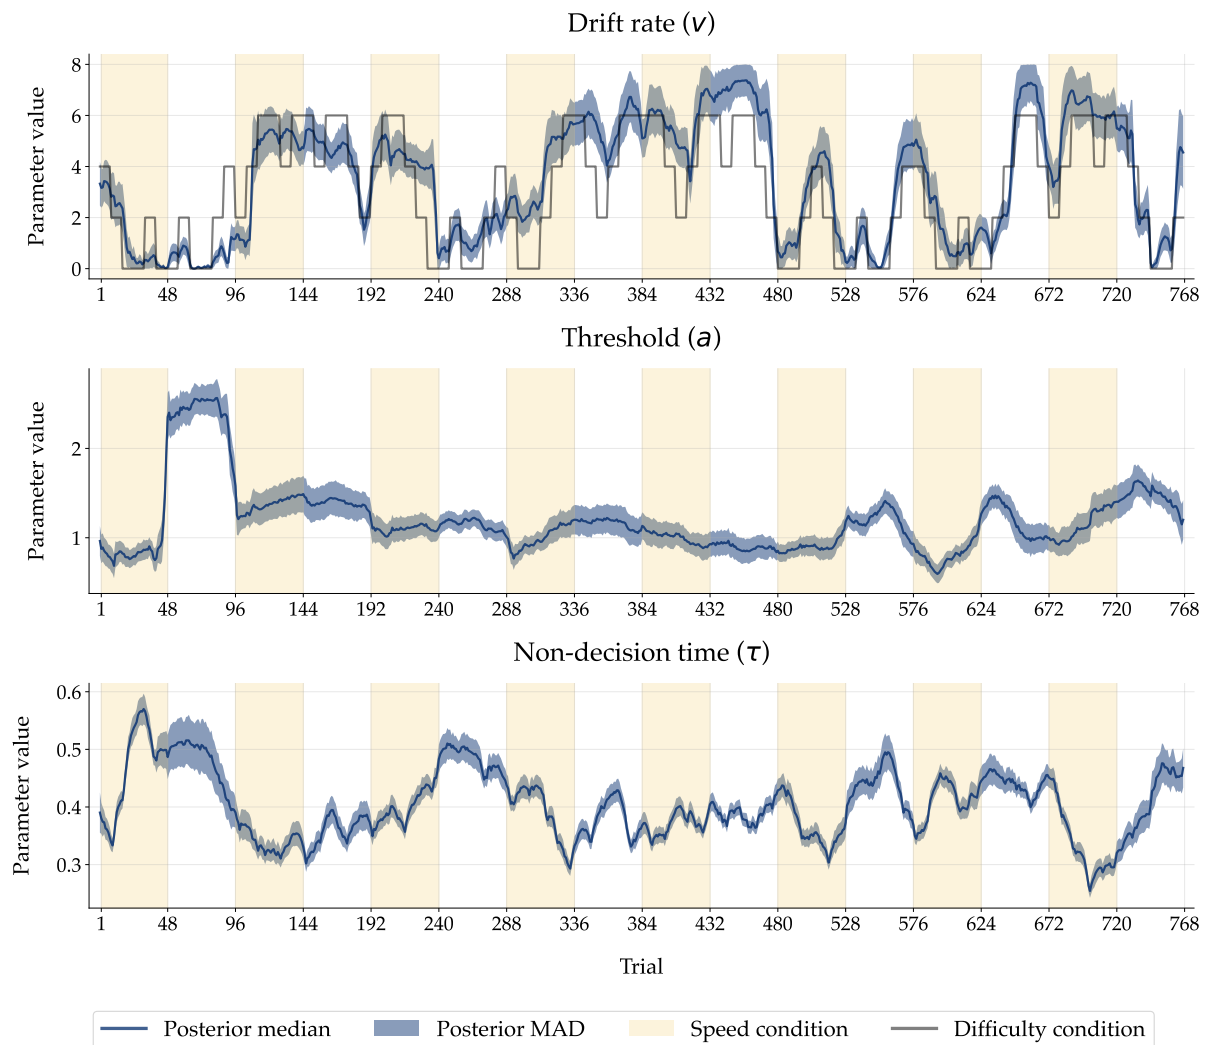 Drift rate (v)
Parameter value
8
6
4
2
0
1 48 96 144 192 240 288 336 384 432 480 528 576 624 672 720 768
Threshold (a)
Parameter value
2
1
1 48 96 144 192 240 288 336 384 432 480 528 576 624 672 720 768
Non-decision time (τ)
Parameter value
0.6
0.5
0.4
0.3
1 48 96 144 192 240 288 336 384 432 480 528 576 624 672 720 768
Trial
Posterior median Posterior MAD Speed condition Difficulty condition